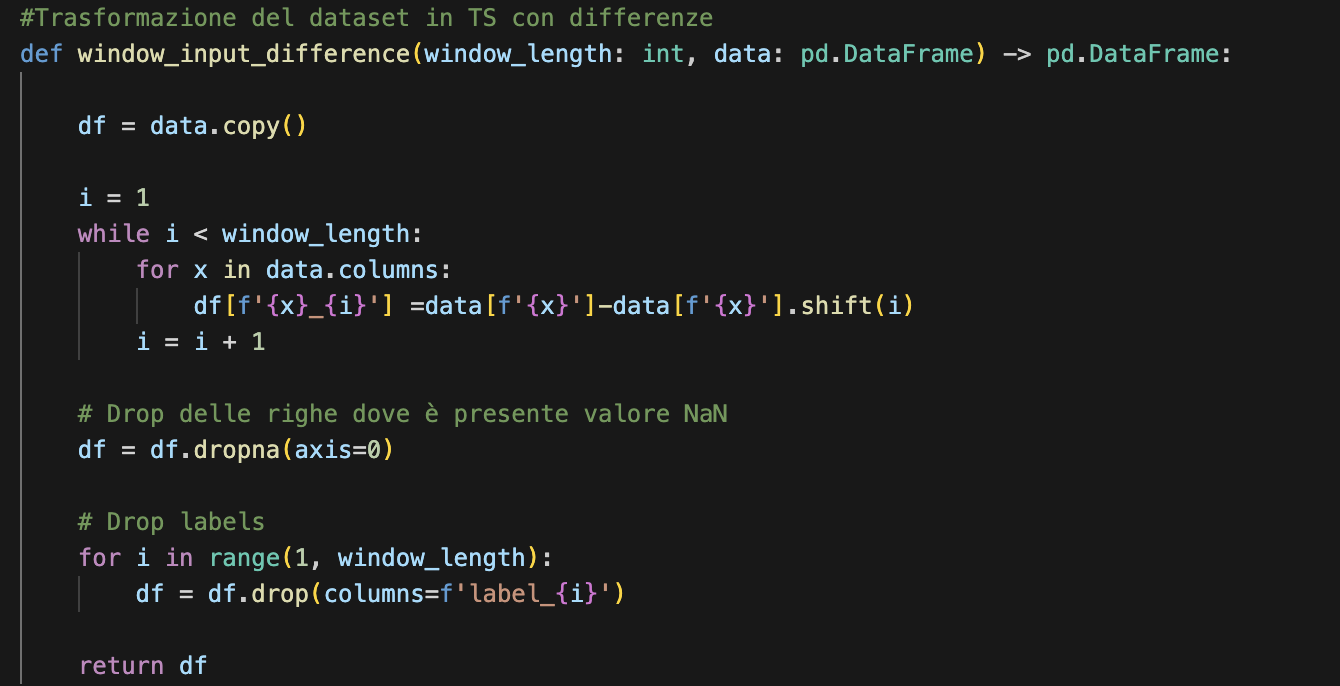 #Trasformazione del dataset in TS con differenze
def window_input_difference(window_length: int, data: pd.DataFrame) -> pd.DataFrame:
    df = data.copy()
    i = 1
    while i < window_length:
        for x in data.columns:
            df[f'{x}_{i}'] =data[f'{x}']-data[f'{x}'].shift(i)
        i = i + 1
    # Drop delle righe dove è presente valore NaN
    df = df.dropna(axis=0)
    # Drop labels
    for i in range(1, window_length):
        df = df.drop(columns=f'label_{i}')
    return df